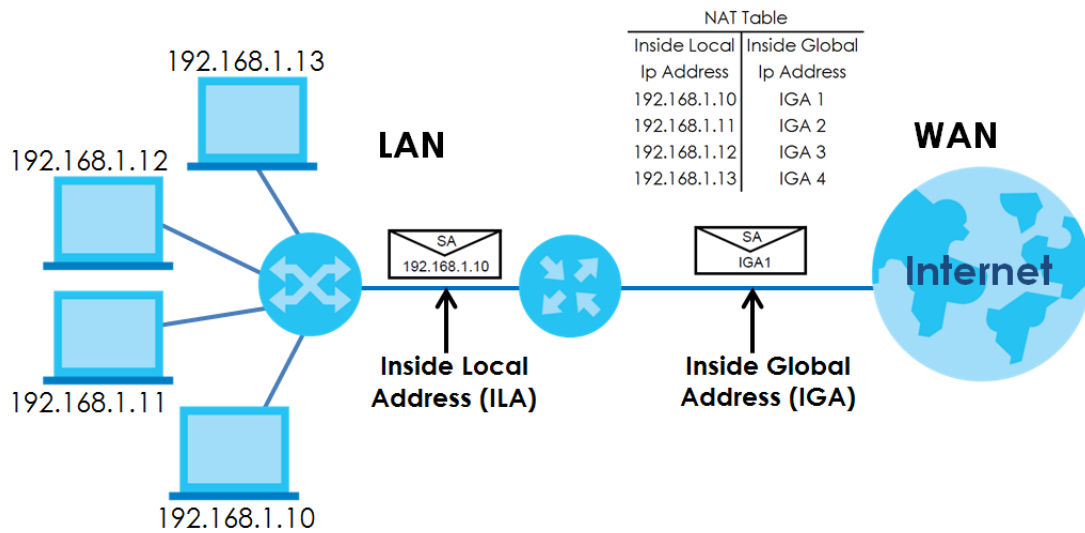 NAT Table
Inside Local Inside Global
Ip Address Ip Address
192.168.1.10 IGA 1
192.168.1.11 IGA 2
192.168.1.12 IGA 3
192.168.1.13 IGA 4
192.168.1.13
192.168.1.12
192.168.1.11
192.168.1.10
LAN
WAN
SA
192.168.1.10
SA
IGA1
Internet
Inside Local
Address (ILA)
Inside Global
Address (IGA)